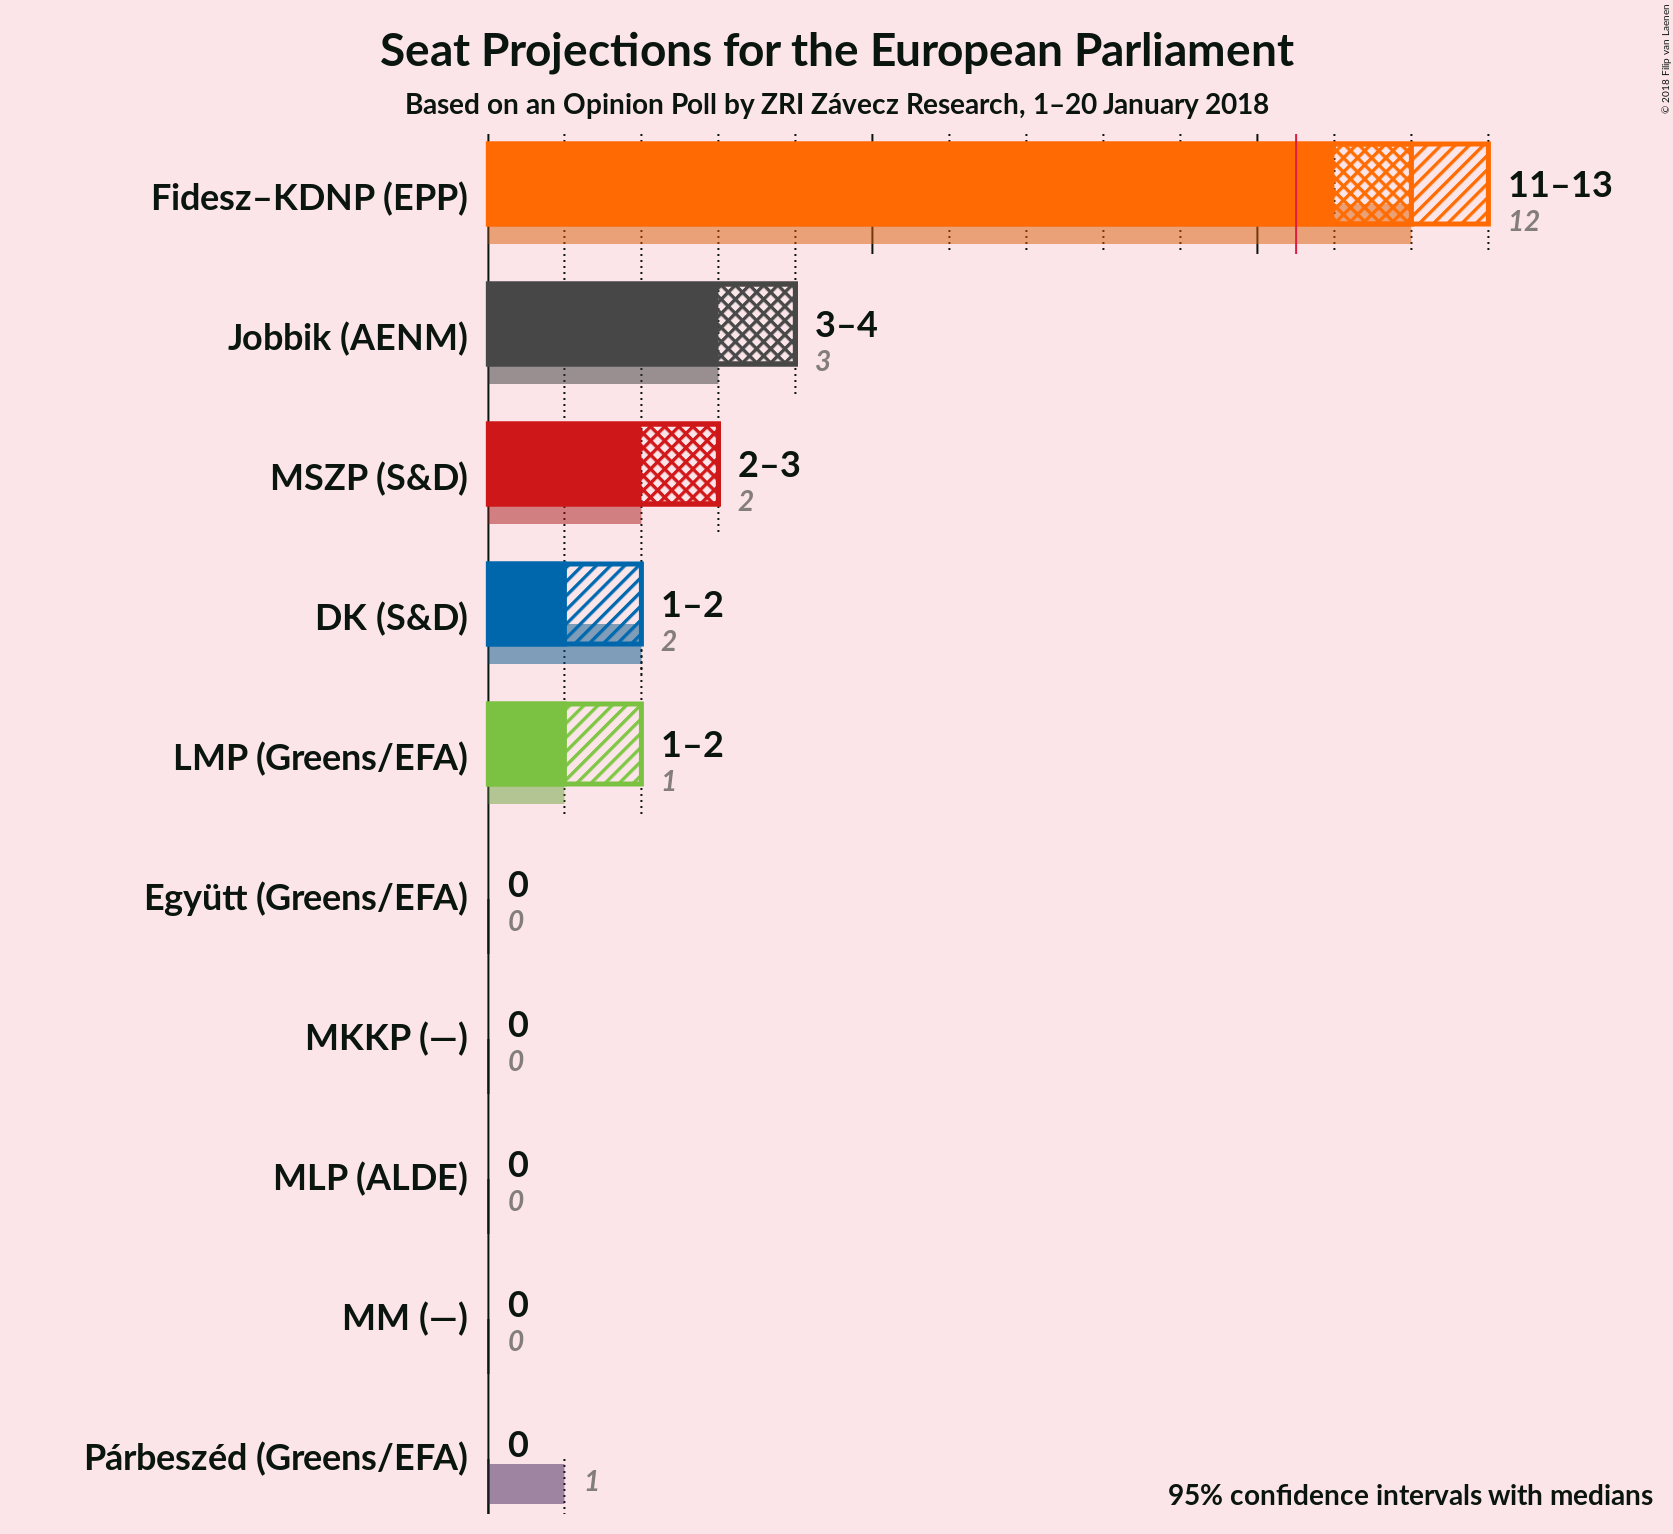 Seat Projections for the European Parliament
Based on an Opinion Poll by ZRI Závecz Research, 1–20 January 2018
© 2018 Filip van Laenen
Fidesz–KDNP (EPP)
11–13
12
Jobbik (AENM)
3–4
3
MSZP (S&D)
2–3
2
DK (S&D)
1–2
2
LMP (Greens/EFA)
1–2
1
Együtt (Greens/EFA)
0
0
MKKP (—)
0
0
MLP (ALDE)
0
0
MM (—)
0
0
Párbeszéd (Greens/EFA)
0
1
95% confidence intervals with medians